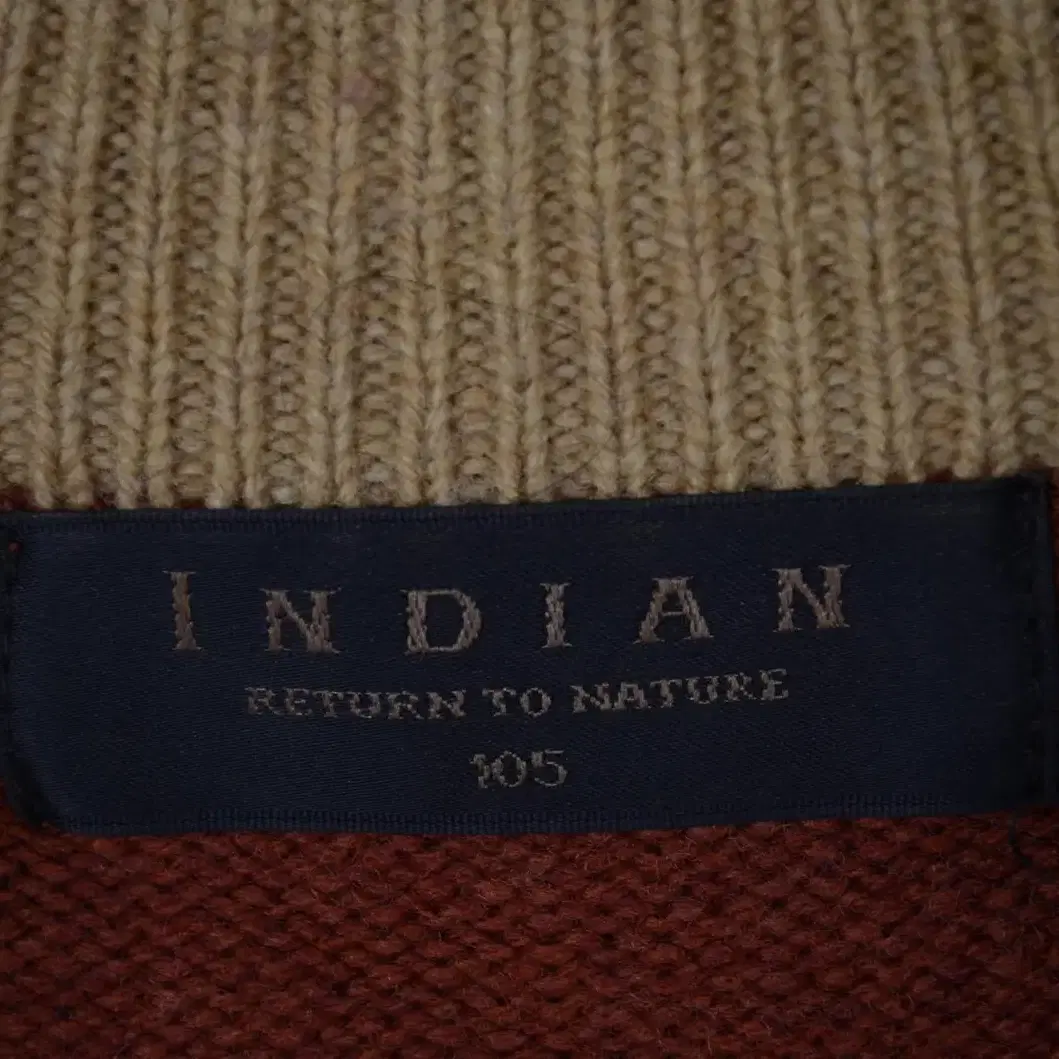 INDIAN
RETURN TO NATURE
105